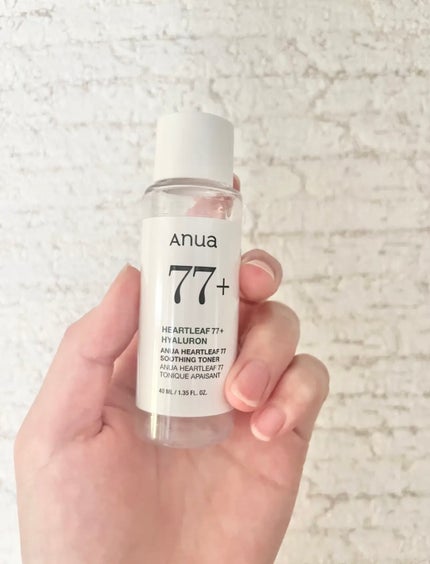 Anua
77+
HEARTLEAF 77+
HYALURON
ANUA HEARTLEAF 77
SOOTHING TONER
ANUA HEARTLEAF 77
TONIQUE APAISANT
40 ML / 1.35 FL. OZ.